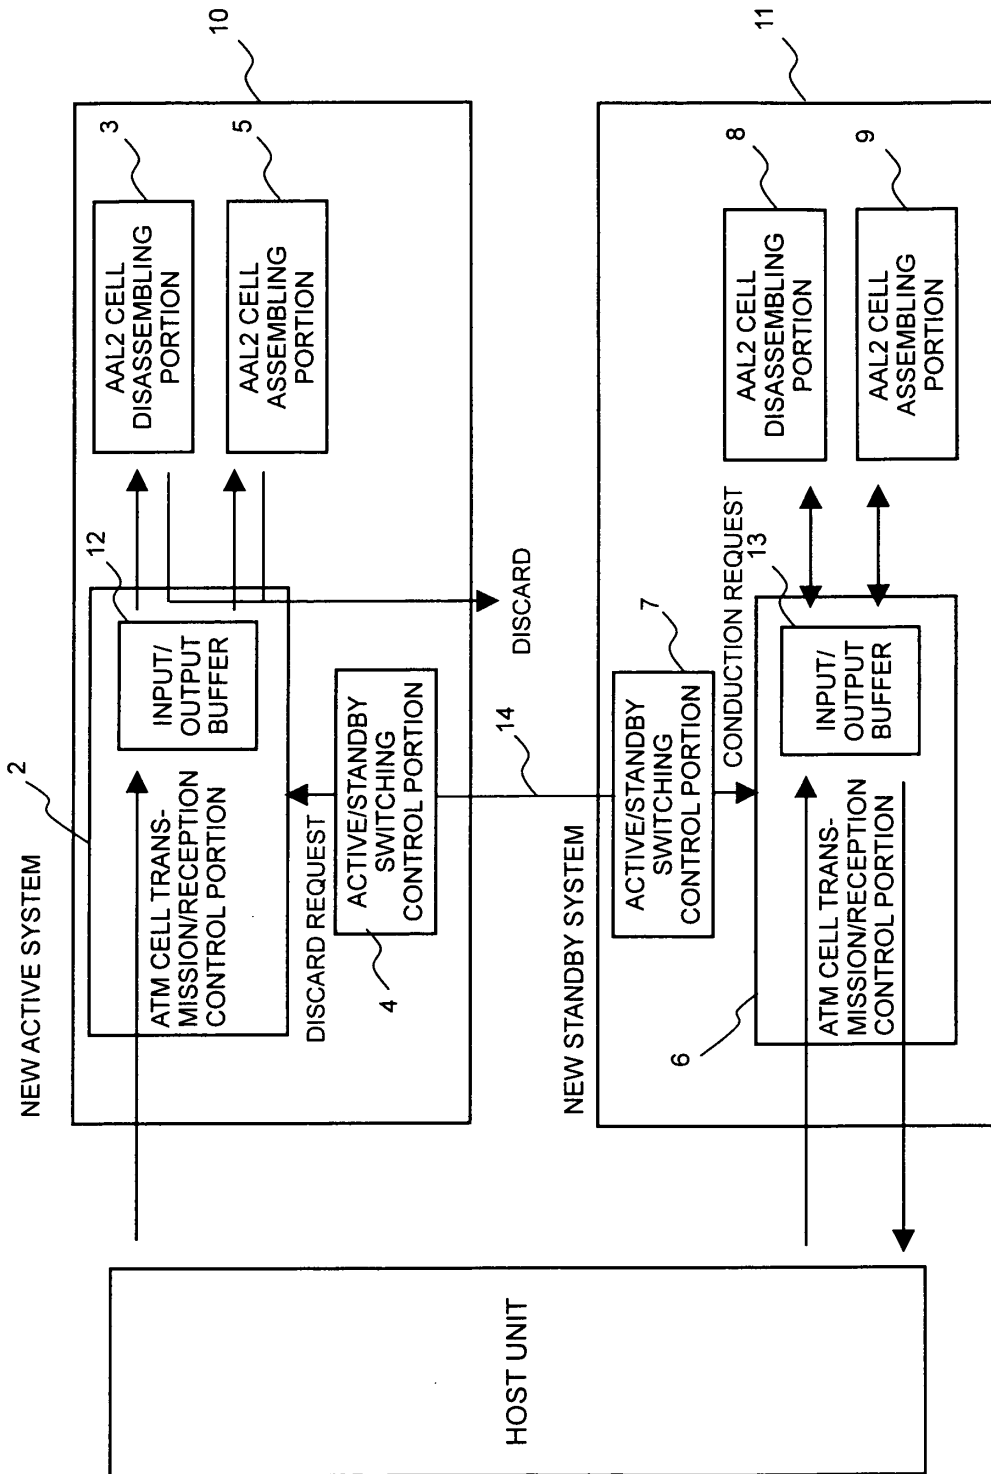 NEW ACTIVE SYSTEM
2
ATM CELL TRANS-
MISSION/RECEPTION
CONTROL PORTION
12
INPUT/
OUTPUT
BUFFER
3
AAL2 CELL
DISASSEMBLING
PORTION
5
AAL2 CELL
ASSEMBLING
PORTION
10
DISCARD REQUEST
4
ACTIVE/STANDBY
SWITCHING
CONTROL PORTION
DISCARD
14
HOST UNIT
NEW STANDBY SYSTEM
7
ACTIVE/STANDBY
SWITCHING
CONTROL PORTION
CONDUCTION REQUEST
6
ATM CELL TRANS-
MISSION/RECEPTION
CONTROL PORTION
13
INPUT/
OUTPUT
BUFFER
8
AAL2 CELL
DISASSEMBLING
PORTION
9
AAL2 CELL
ASSEMBLING
PORTION
11